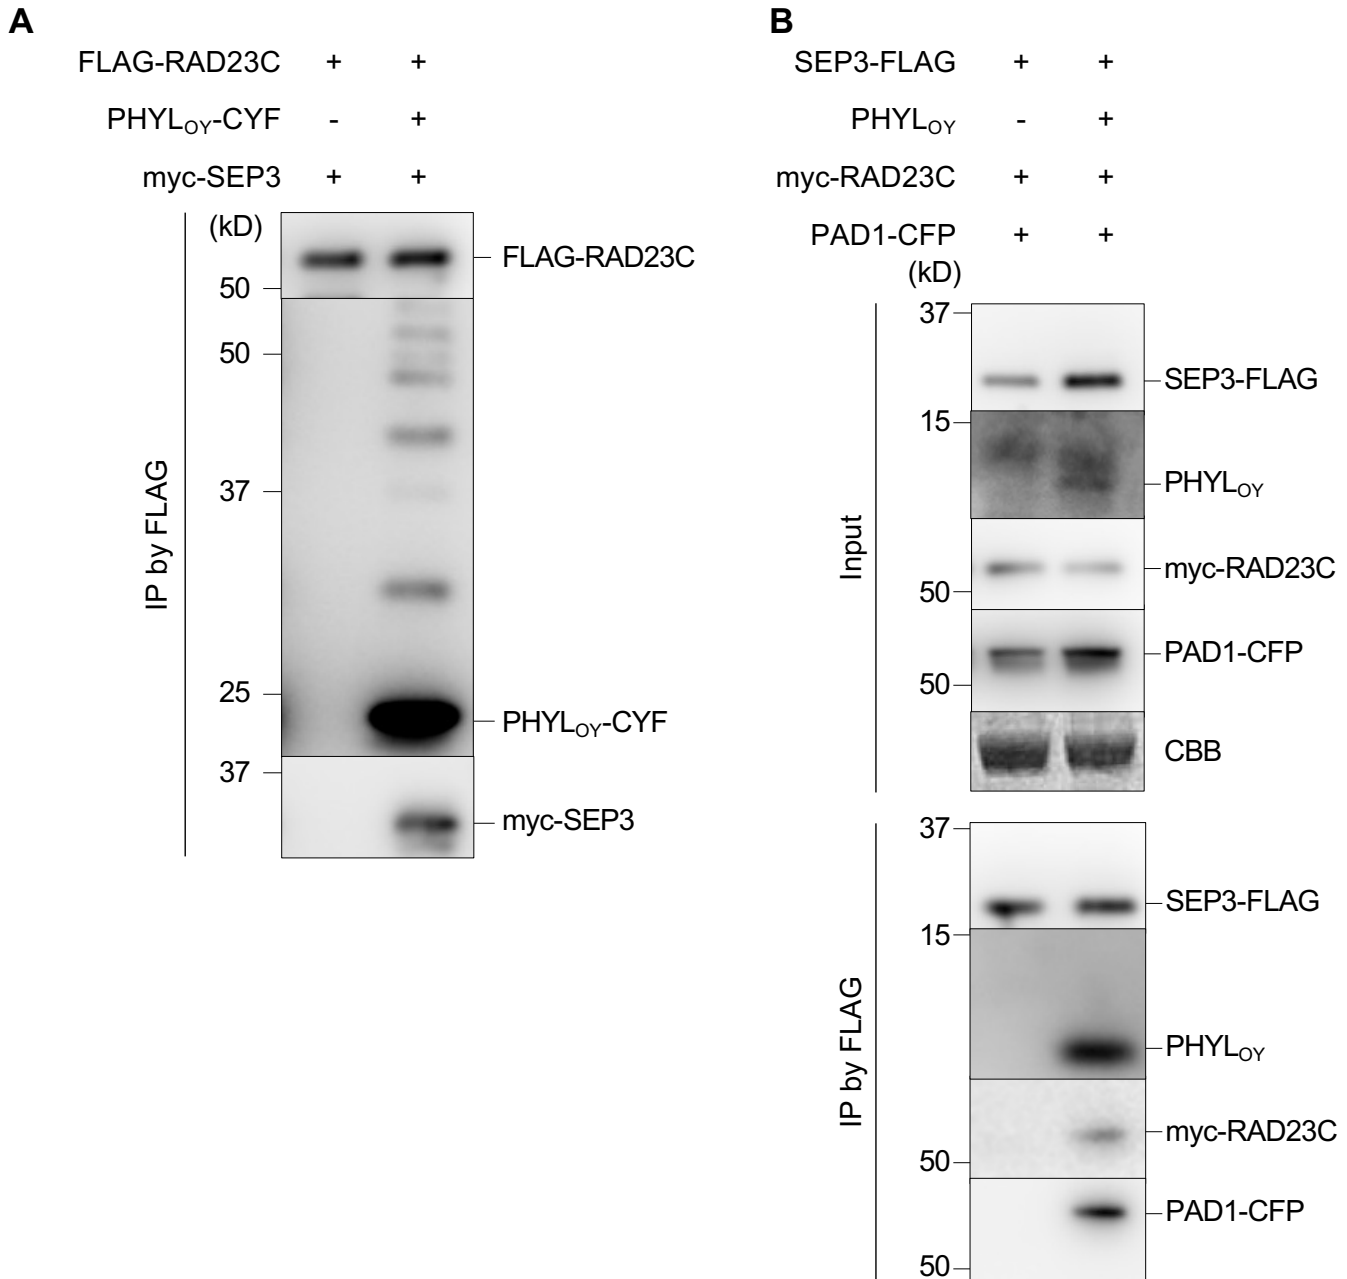 A
FLAG-RAD23C + +
PHYLOY-CYF - +
myc-SEP3 + +
(kD)
FLAG-RAD23C
50
50
37
25
PHYLOY-CYF
37
myc-SEP3
IP by FLAG
B
SEP3-FLAG + +
PHYLOY - +
myc-RAD23C + +
PAD1-CFP + +
(kD)
37
SEP3-FLAG
15
PHYLOY
myc-RAD23C
50
PAD1-CFP
50
CBB
Input
37
SEP3-FLAG
15
PHYLOY
myc-RAD23C
50
PAD1-CFP
50
IP by FLAG